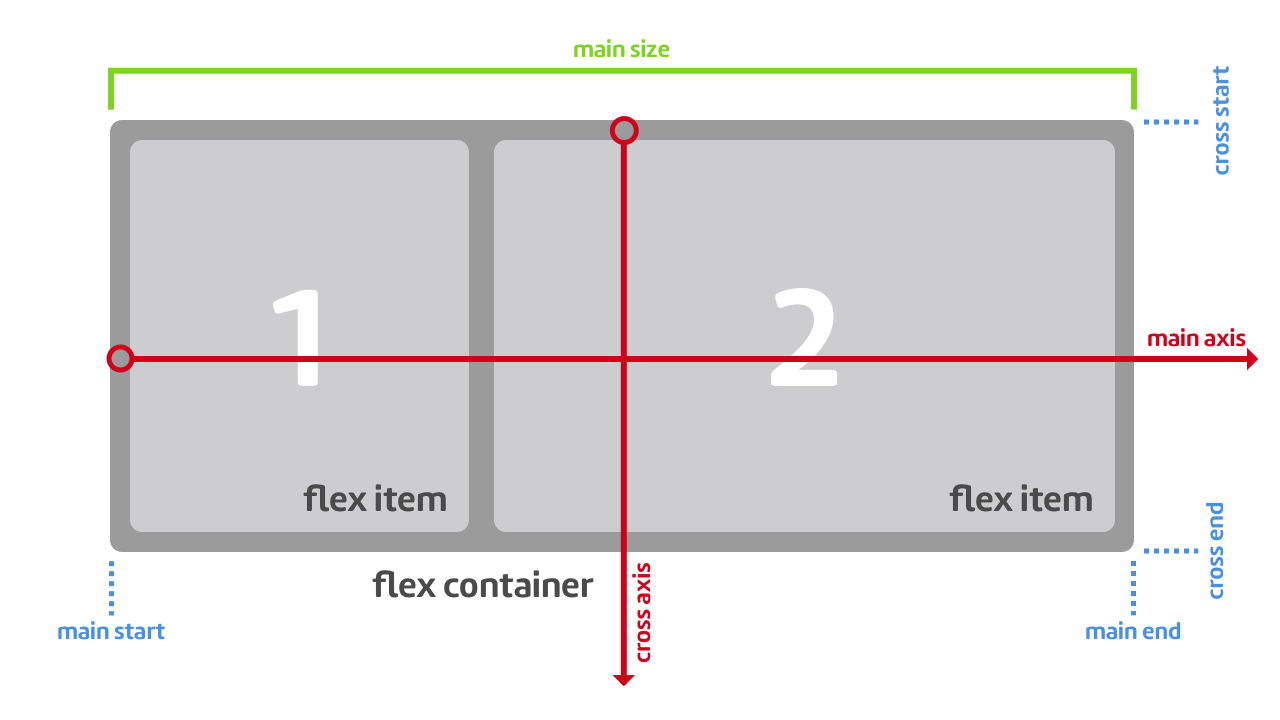 main size
cross start
1
2
main axis
flex item
flex item
cross end
flex container
cross axis
main start
main end